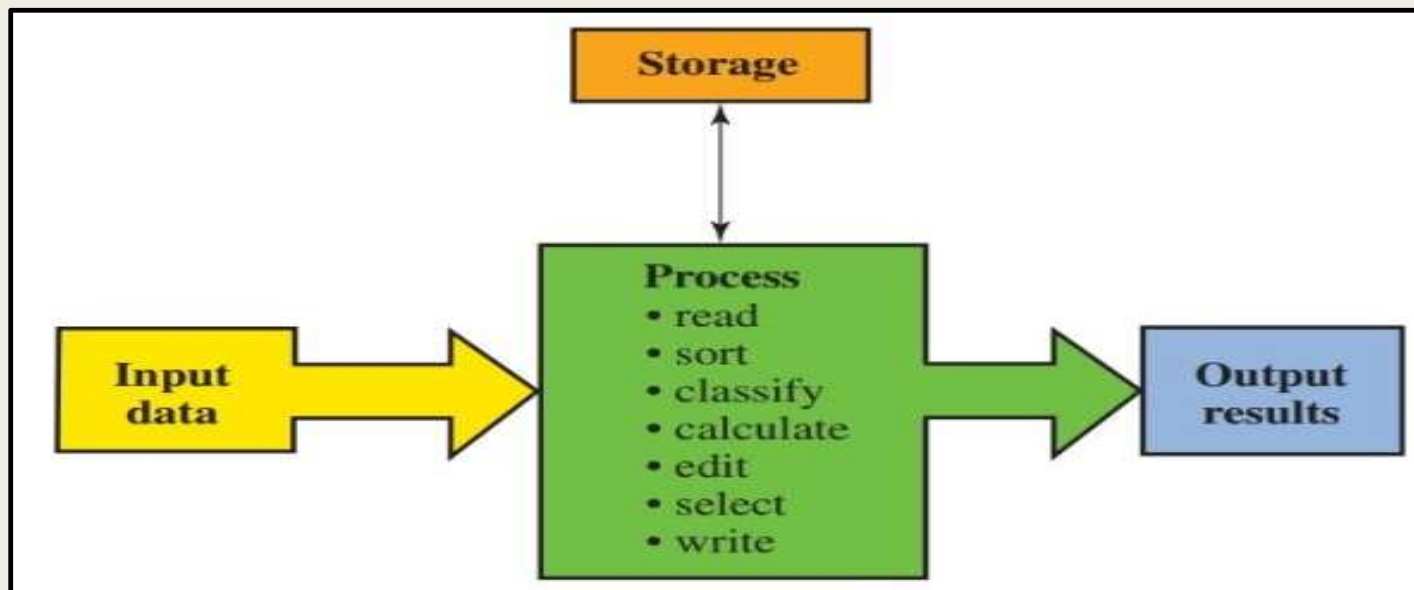 Storage
Process
• read
• sort
• classify
• calculate
• edit
• select
• write
Input
data
Output
results